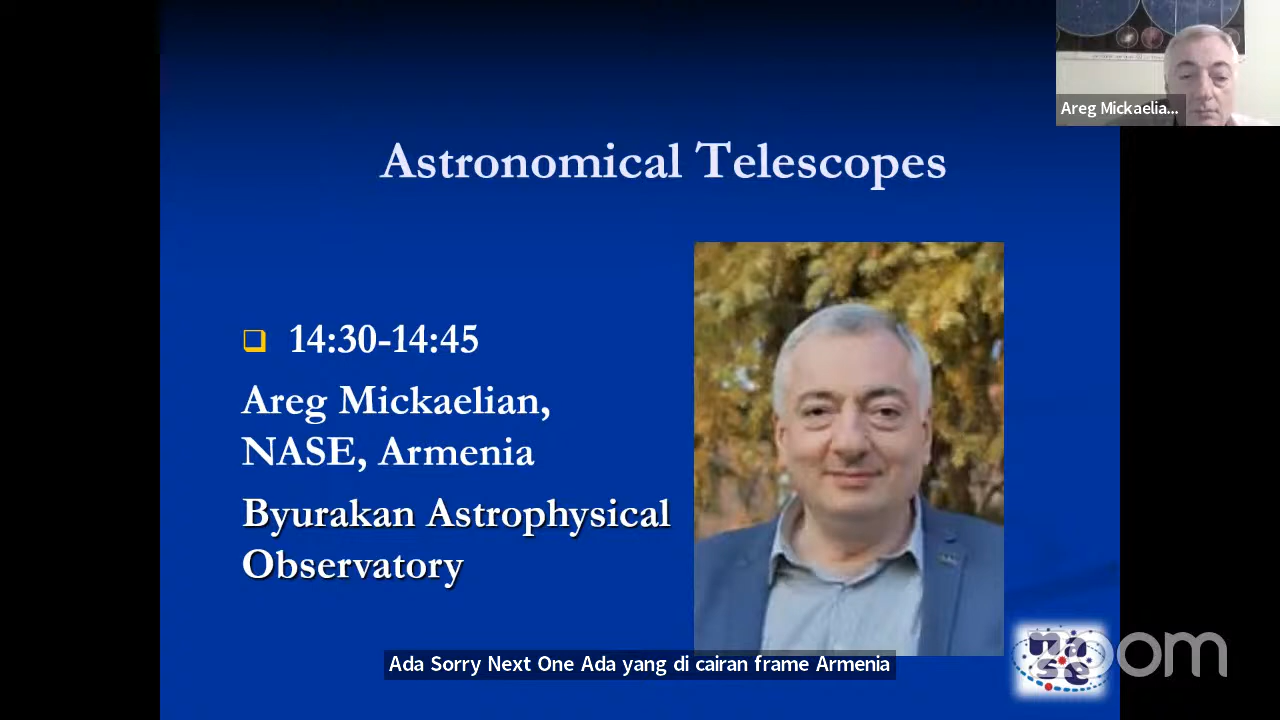 Areg Mickaelia...
Astronomical Telescopes
14:30-14:45
Areg Mickaelian,
NASE, Armenia
Byurakan Astrophysical
Observatory
Ada Sorry Next One Ada yang di cairan frame Armenia
zoom